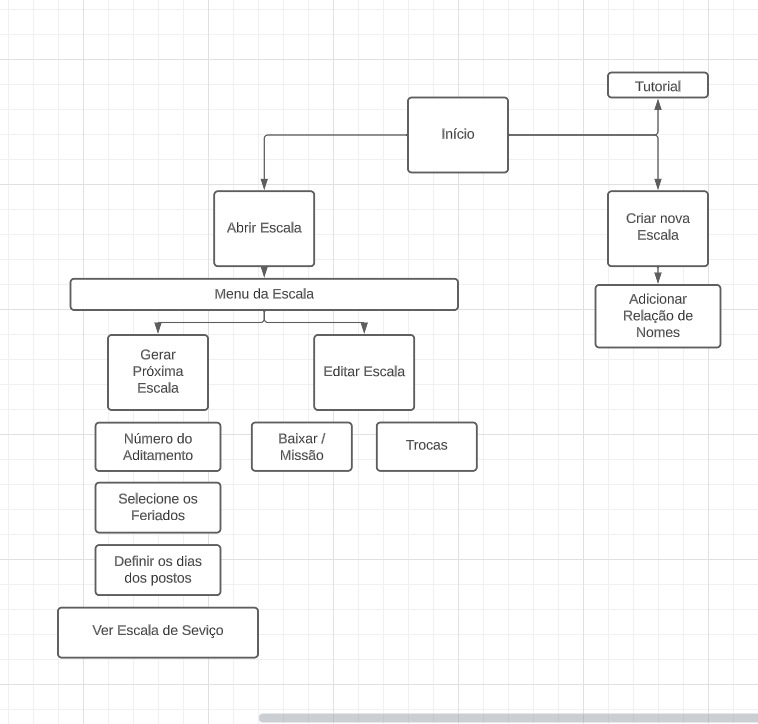 Tutorial
Início
Abrir Escala
Criar nova
Escala
Menu da Escala
Adicionar
Relação de
Nomes
Gerar
Próxima
Escala
Editar Escala
Número do
Aditamento
Baixar /
Missão
Trocas
Selecione os
Feriados
Definir os dias
dos postos
Ver Escala de Seviço